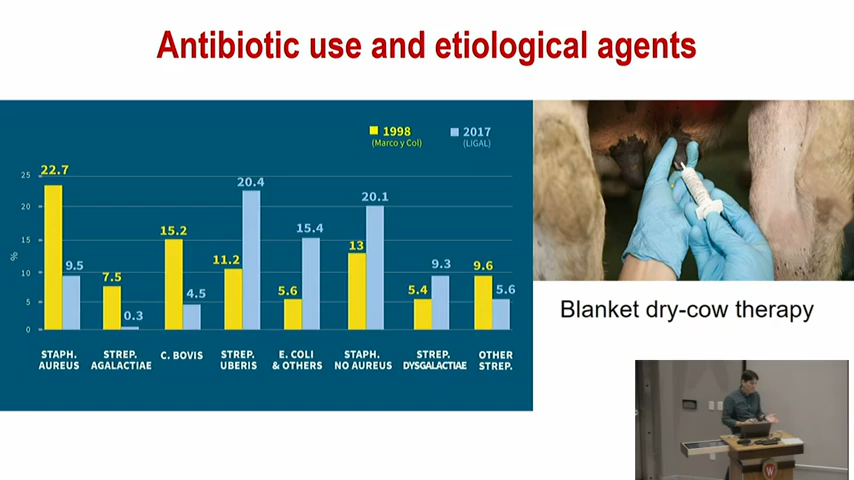 Antibiotic use and etiological agents
1998
(Marco y Col)
2017
(LIGAL)
%
25
20
15
10
5
0
22.7
9.5
7.5
0.3
15.2
4.5
11.2
20.4
5.6
15.4
13
20.1
5.4
9.3
9.6
5.6
STAPH.
AUREUS
STREP.
AGALACTIAE
C. BOVIS
STREP.
UBERIS
E. COLI
& OTHERS
STAPH.
NO AUREUS
STREP.
DYSGALACTIAE
OTHER
STREP.
Blanket dry-cow therapy
W